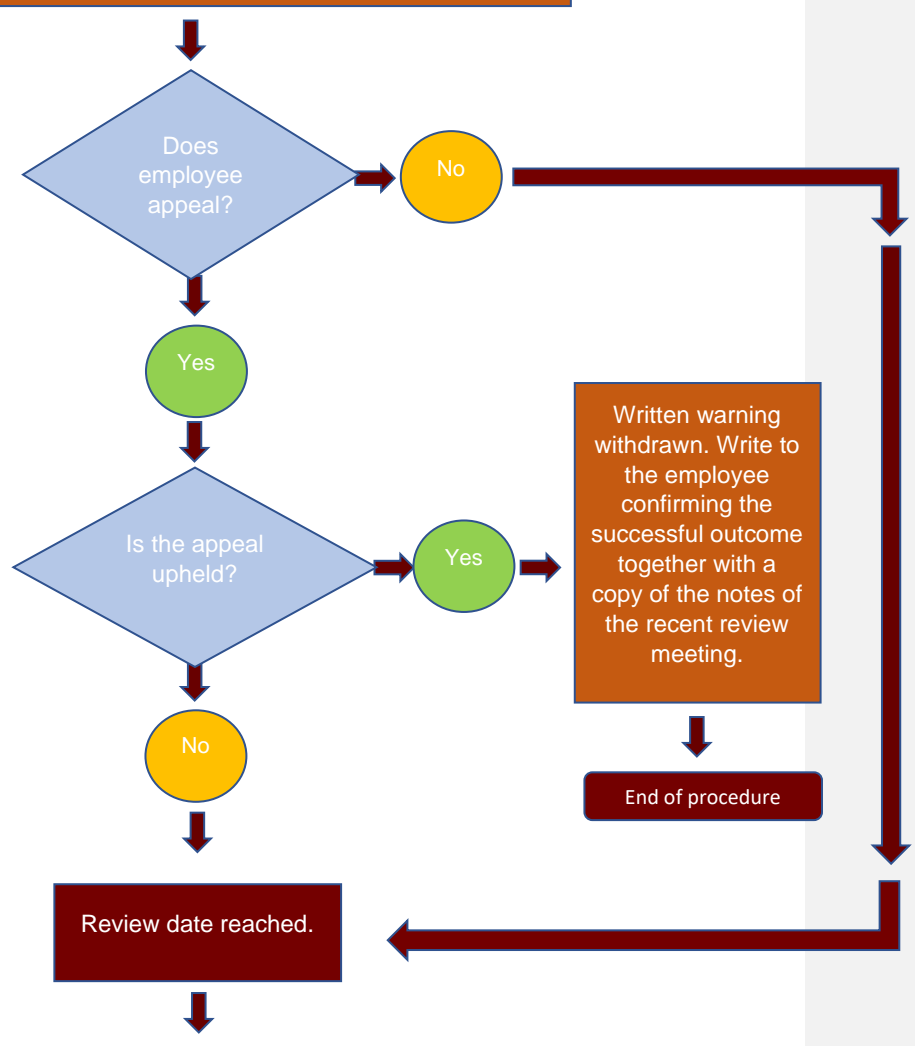 Does
employee
appeal?
No
Yes
Is the appeal
upheld?
Yes
Written warning
withdrawn. Write to
the employee
confirming the
successful outcome
together with a
copy of the notes of
the recent review
meeting.
No
End of procedure
Review date reached.